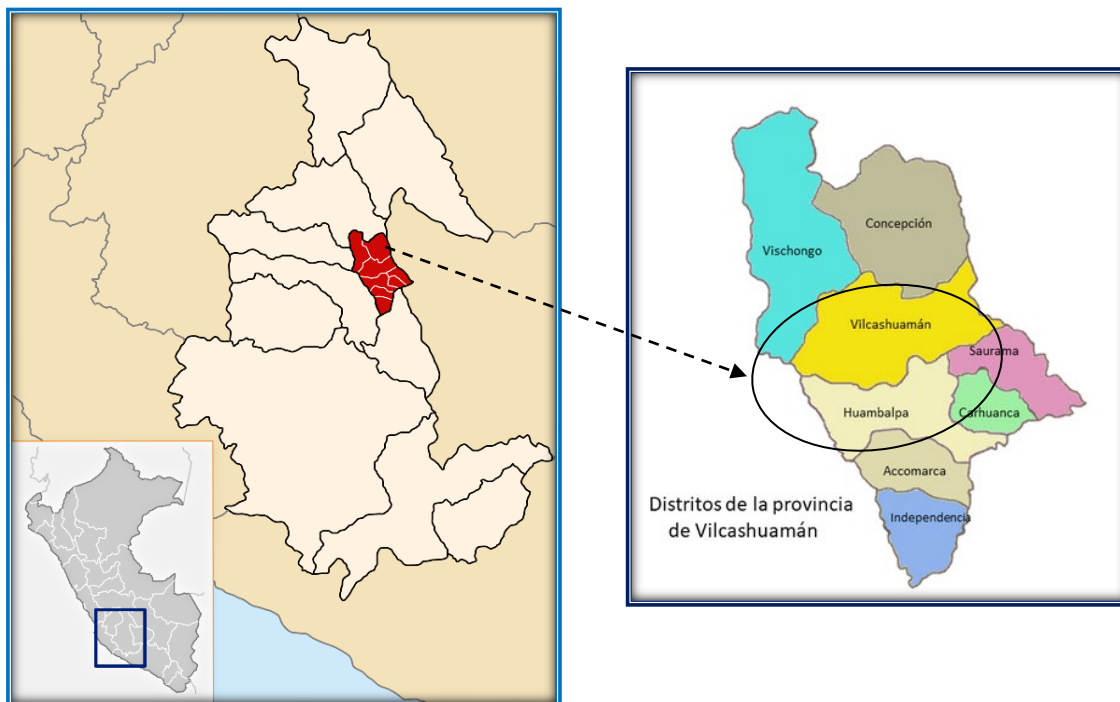 Concepción
Vischongo
Vilcashuamán
Saurama
Huambalpa
Carhuanca
Accomarca
Independencia
Distritos de la provincia
de Vilcashuamán